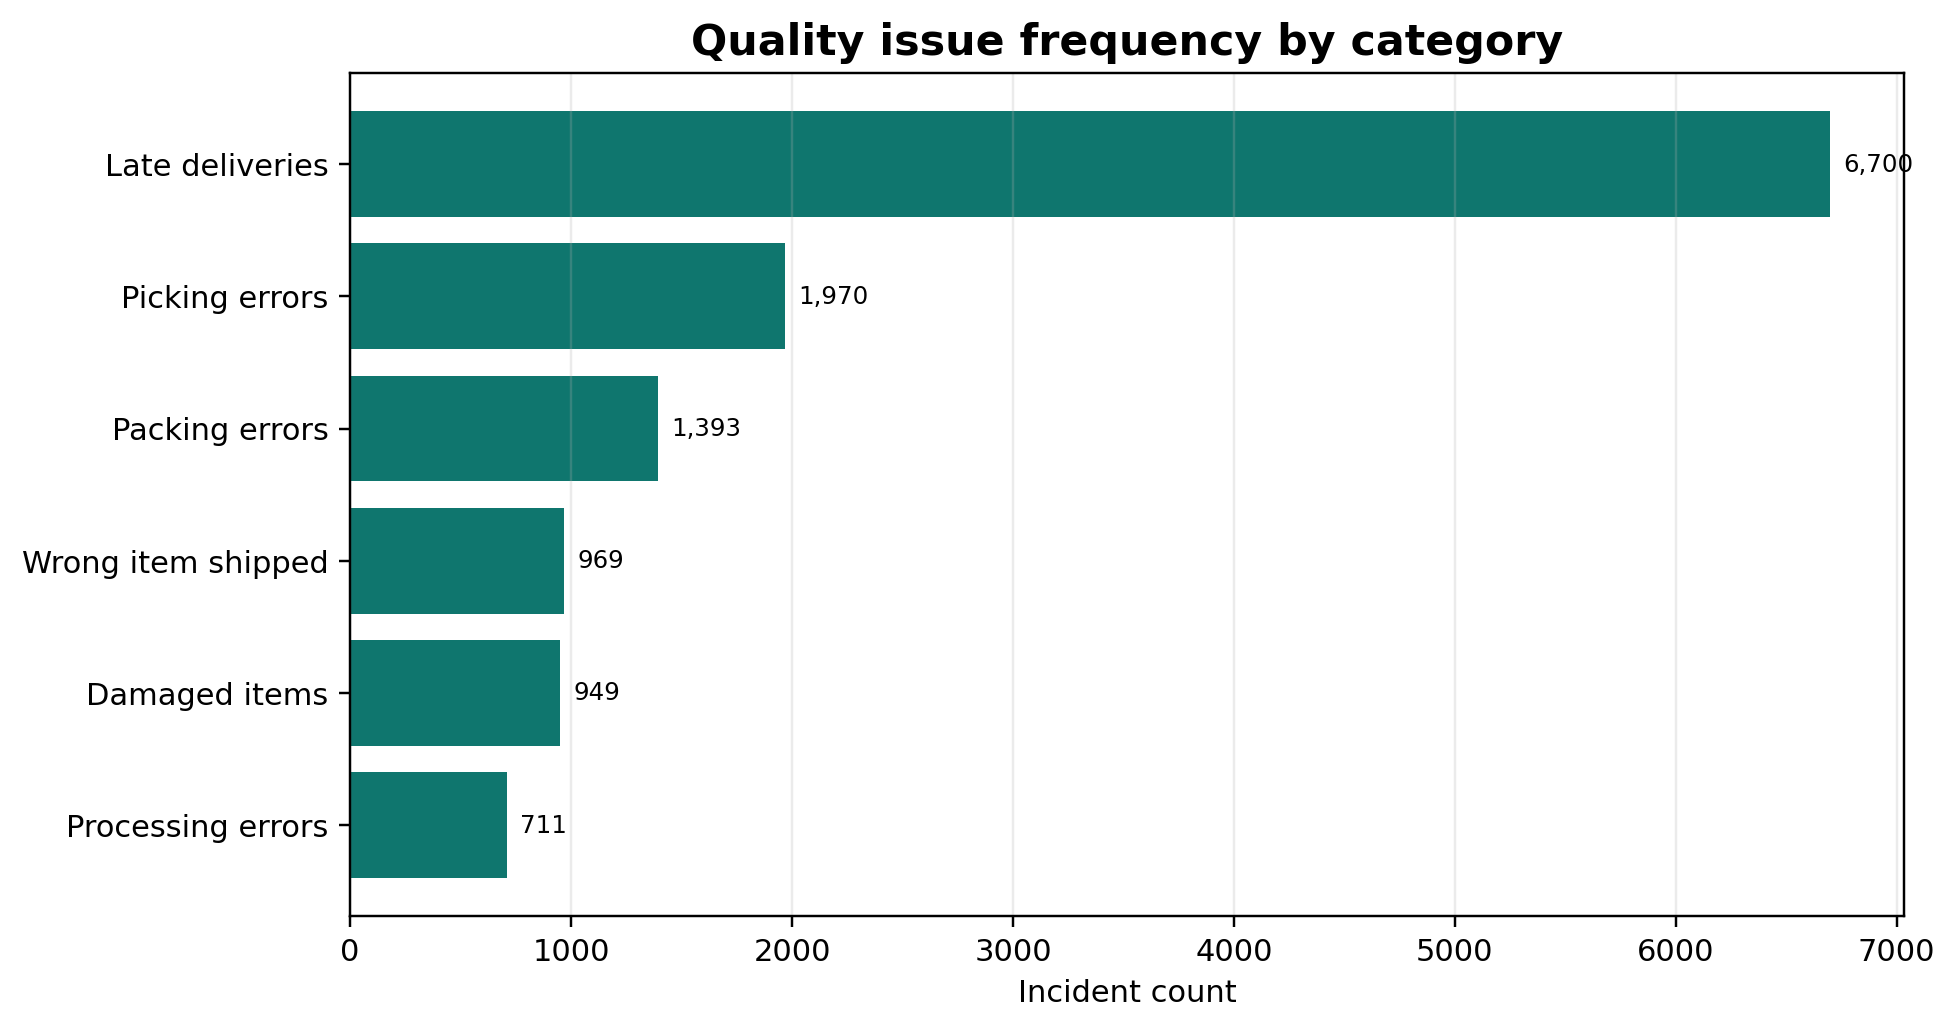 Quality issue frequency by category
Late deliveries
6,700
Picking errors
1,970
Packing errors
1,393
Wrong item shipped
969
Damaged items
949
Processing errors
711
0 1000 2000 3000 4000 5000 6000 7000
Incident count